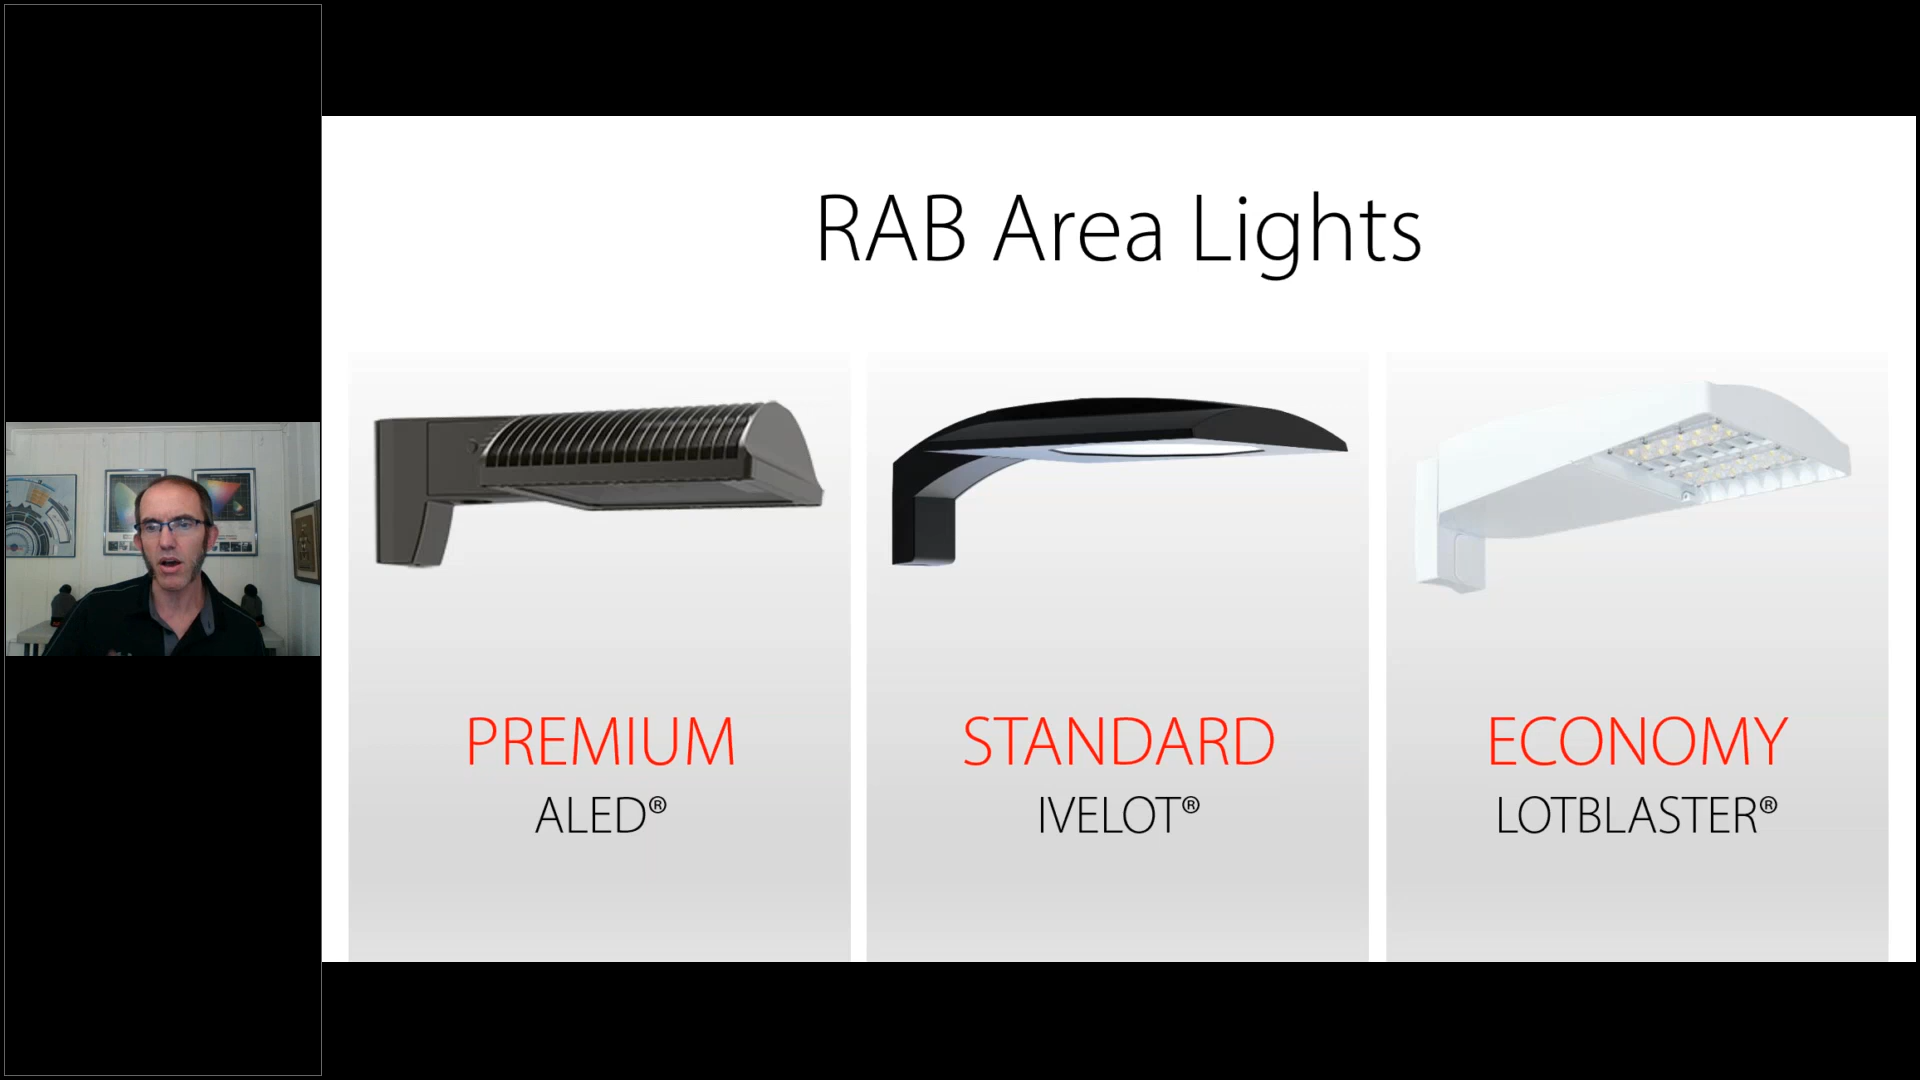 RAB Area Lights
PREMIUM
ALED®
STANDARD
IVELOT®
ECONOMY
LOTBLASTER®